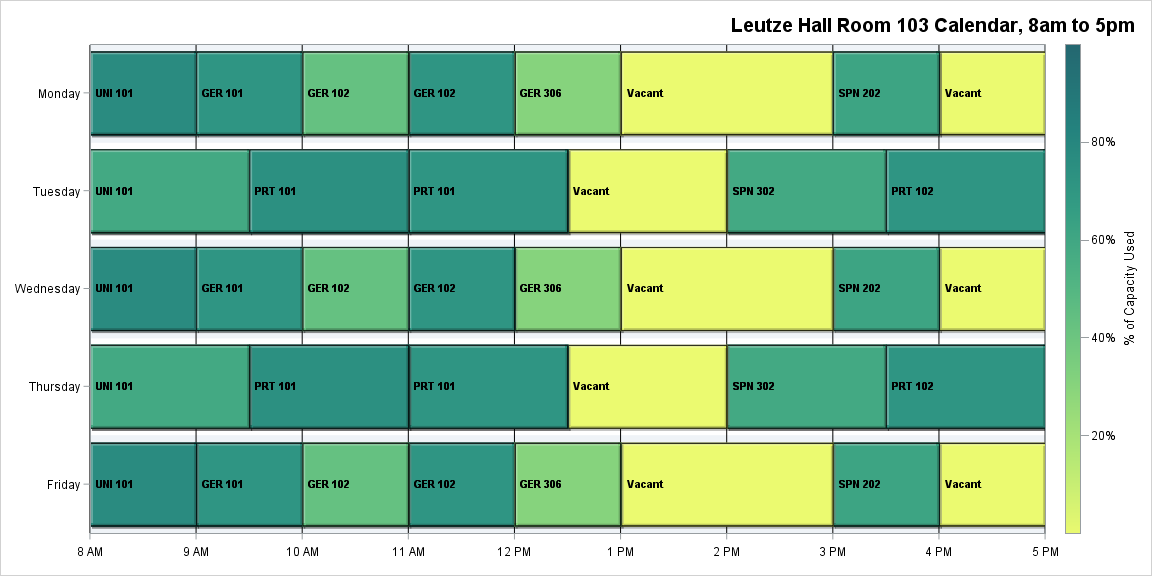 Leutze Hall Room 103 Calendar, 8am to 5pm
Monday
UNI 101
GER 101
GER 102
GER 102
GER 306
Vacant
SPN 202
Vacant
Tuesday
UNI 101
PRT 101
PRT 101
Vacant
SPN 302
PRT 102
Wednesday
UNI 101
GER 101
GER 102
GER 102
GER 306
Vacant
SPN 202
Vacant
Thursday
UNI 101
PRT 101
PRT 101
Vacant
SPN 302
PRT 102
Friday
UNI 101
GER 101
GER 102
GER 102
GER 306
Vacant
SPN 202
Vacant
8 AM
9 AM
10 AM
11 AM
12 PM
1 PM
2 PM
3 PM
4 PM
5 PM
80%
60%
40%
20%
% of Capacity Used